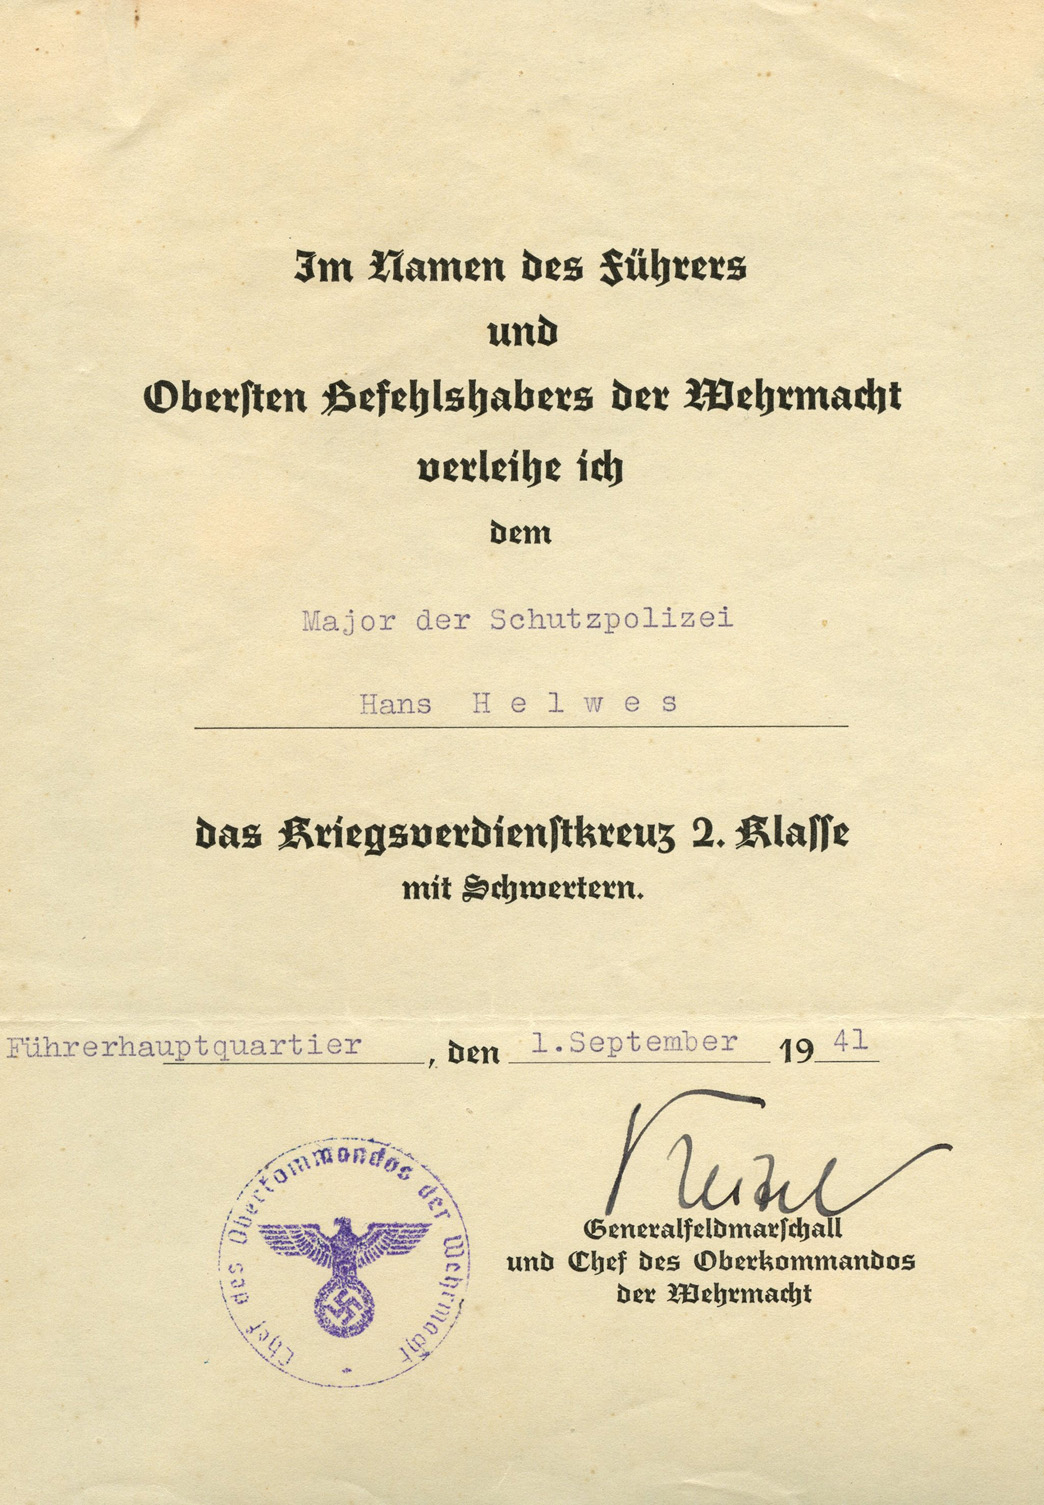 Im Namen des Führers
und
Obersten Befehlshabers der Wehrmacht
verleihe ich
dem
Major der Schutzpolizei
Hans H e l w e s
das Kriegsverdienstkreuz 2. Klasse
mit Schwertern.
Führerhauptquartier, den 1.September 1941
Keitel
Generalfeldmarschall
und Chef des Oberkommandos
der Wehrmacht
Chef des Oberkommandos der Wehrmacht